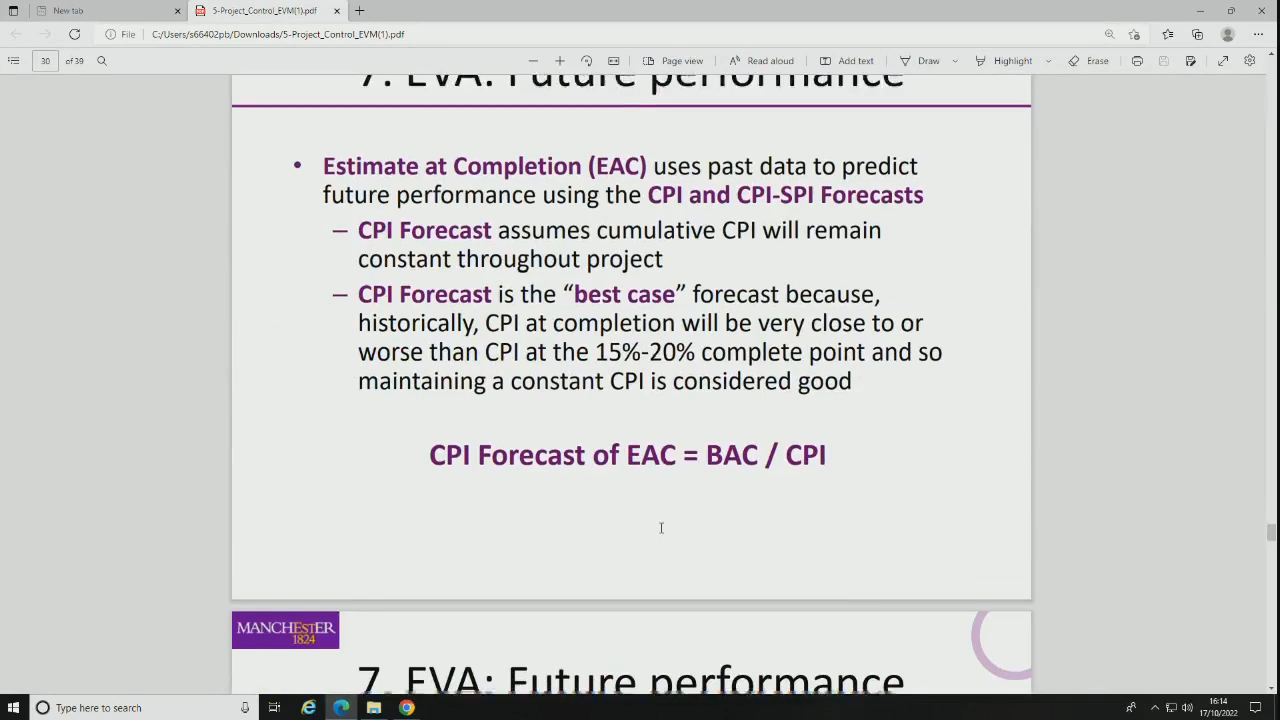 New tab
5-Project_Control_EVM(1).pdf
File
C:/Users/s66402pb/Downloads/5-Project_Control_EVM(1).pdf
30 of 39
Page view
Read aloud
Add text
Draw
Highlight
Erase
7. EVA: Future performance
• Estimate at Completion (EAC) uses past data to predict
future performance using the CPI and CPI-SPI Forecasts
– CPI Forecast assumes cumulative CPI will remain
constant throughout project
– CPI Forecast is the “best case” forecast because,
historically, CPI at completion will be very close to or
worse than CPI at the 15%-20% complete point and so
maintaining a constant CPI is considered good
CPI Forecast of EAC = BAC / CPI
MANCHESTER
1824
7. EVA: Future performance
Type here to search
16:14
17/10/2022